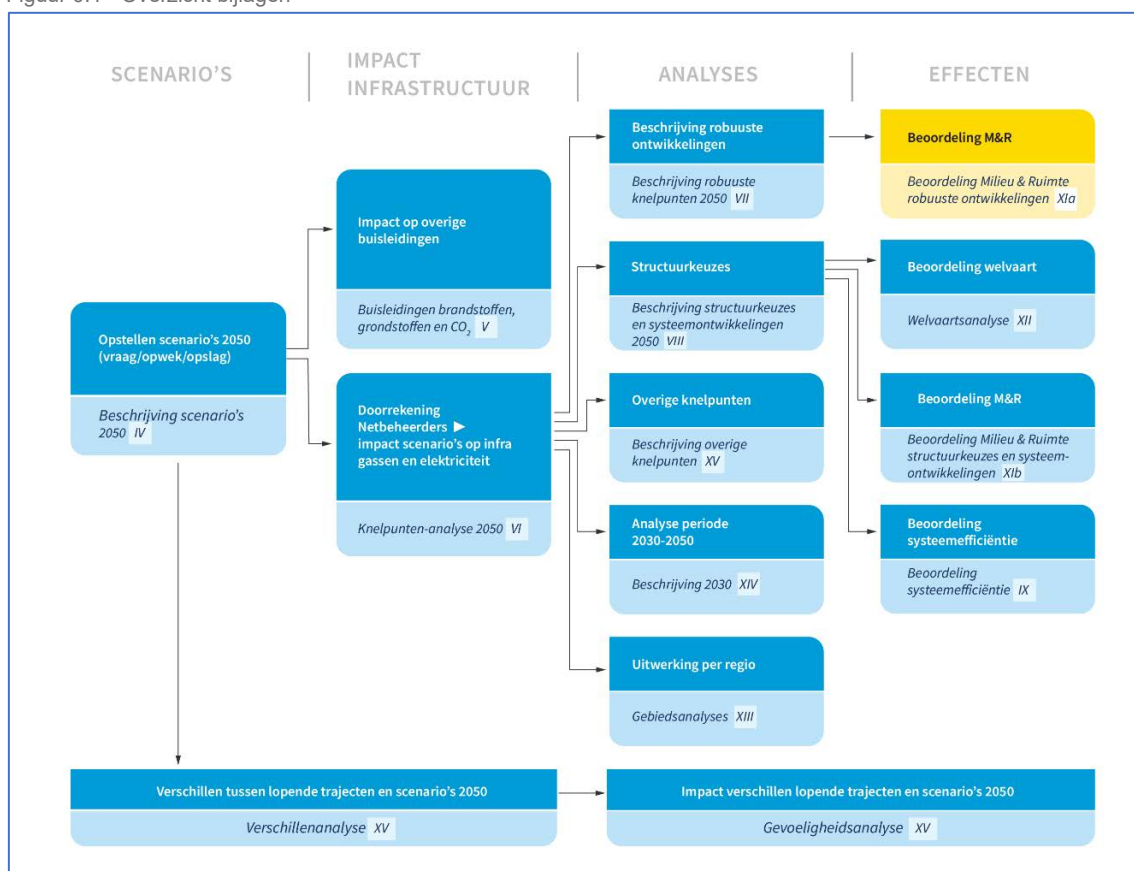 SCENARIO'S
IMPACT
INFRASTRUCTUUR
ANALYSES
EFFECTEN
Opstellen scenario's 2050
(vraag/opwek/opslag)
Beschrijving scenario's
2050 IV
Impact op overige
buisleidingen
Buisleidingen brandstoffen,
grondstoffen en CO₂ V
Doorrekening
Netbeheerders ►
impact scenario's op infra
gassen en elektriciteit
Knelpunten-analyse 2050 VI
Beschrijving robuuste
ontwikkelingen
Beschrijving robuuste
knelpunten 2050 VII
Structuurkeuzes
Beschrijving structuurkeuzes
en systeemontwikkelingen
2050 VIII
Overige knelpunten
Beschrijving overige
knelpunten XV
Analyse periode
2030-2050
Beschrijving 2030 XIV
Uitwerking per regio
Gebiedsanalyses XIII
Beoordeling M&R
Beoordeling Milieu & Ruimte
robuuste ontwikkelingen XIa
Beoordeling welvaart
Welvaartsanalyse XII
Beoordeling M&R
Beoordeling Milieu & Ruimte
structuurkeuzes en systeem-
ontwikkelingen XIb
Beoordeling
systeemefficiëntie
Beoordeling
systeemefficiëntie IX
Verschillen tussen lopende trajecten en scenario's 2050
Verschillenanalyse XV
Impact verschillen lopende trajecten en scenario's 2050
Gevoeligheidsanalyse XV